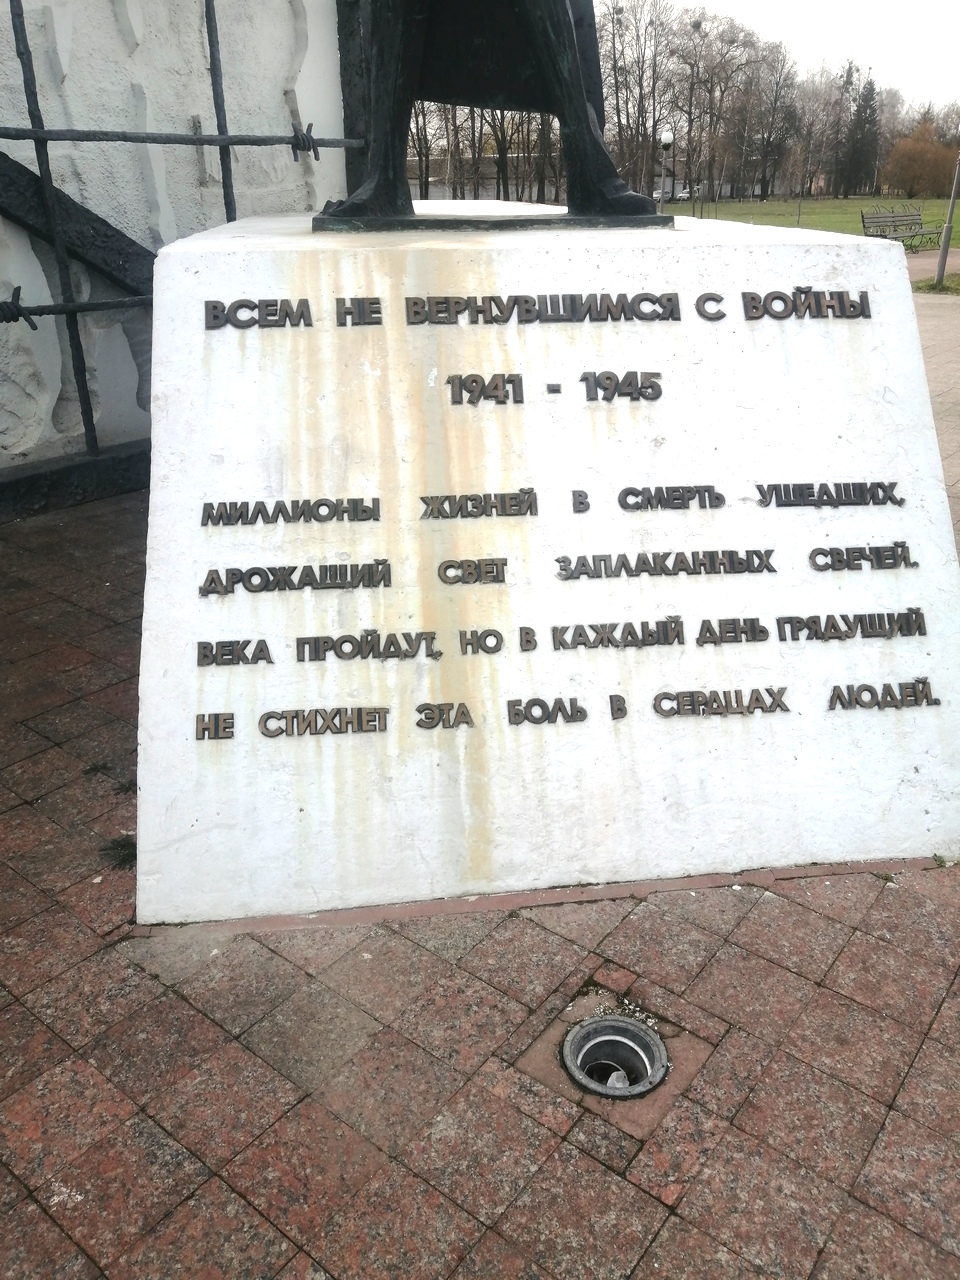 ВСЕМ НЕ ВЕРНУВШИМСЯ С ВОЙНЫ
1941 - 1945
МИЛЛИОНЫ ЖИЗНЕЙ В СМЕРТЬ УШЕДШИХ,
ДРОЖАЩИЙ СВЕТ ЗАПЛАКАННЫХ СВЕЧЕЙ.
ВЕКА ПРОЙДУТ, НО В КАЖДЫЙ ДЕНЬ ГРЯДУЩИЙ
НЕ СТИХНЕТ ЭТА БОЛЬ В СЕРДЦАХ ЛЮДЕЙ.